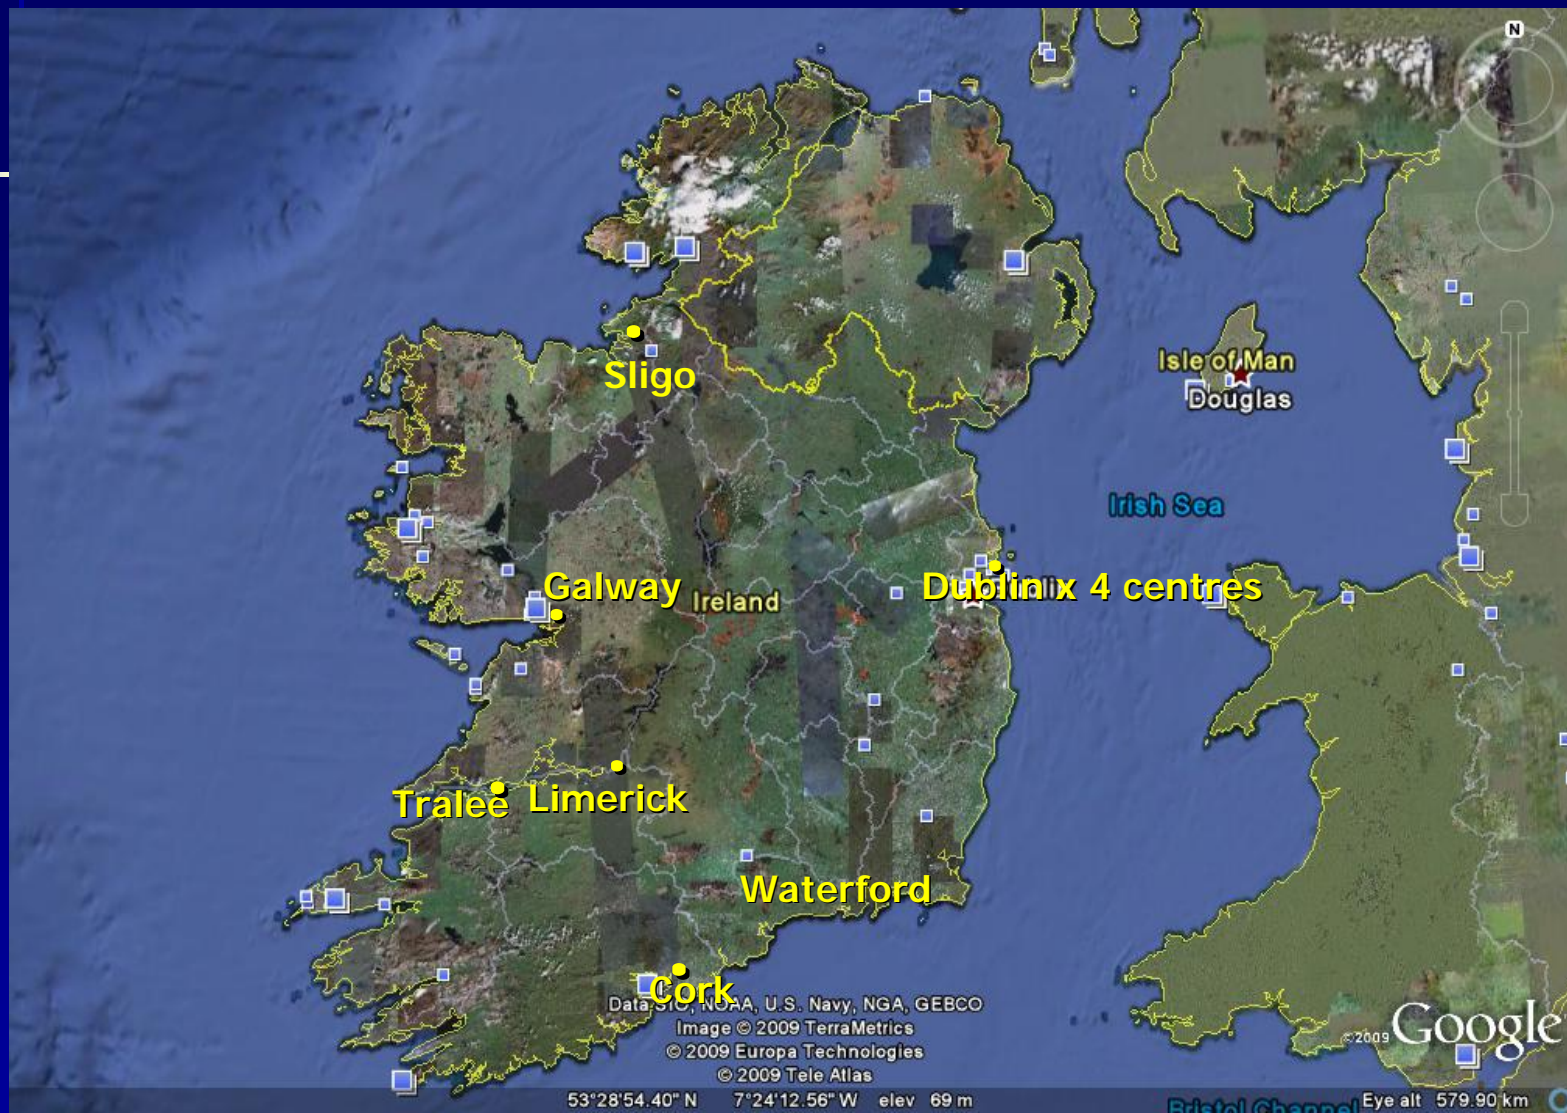 N
Sligo
Isle of Man
Douglas
Irish Sea
Galway
Ireland
Dublin x 4 centres
Tralee
Limerick
Waterford
Cork
Data SIO, NOAA, U.S. Navy, NGA, GEBCO
Image © 2009 TerraMetrics
© 2009 Europa Technologies
© 2009 Tele Atlas
©2009 Google
53°28'54.40" N 7°24'12.56" W elev 69 m
Bristol Channel
Eye alt 579.90 km